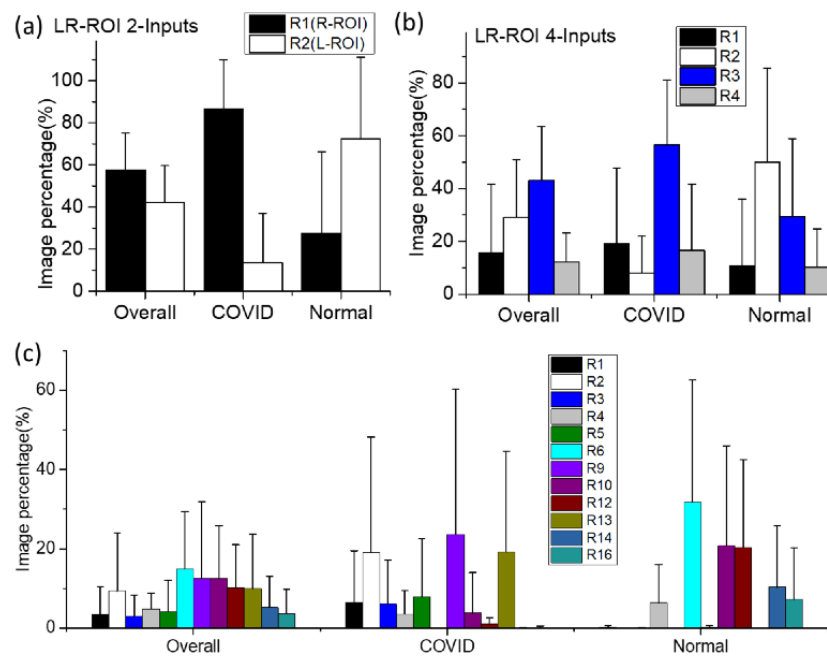 (a)
LR-ROI 2-Inputs
R1(R-ROI)
R2(L-ROI)
Image percentage(%)
100
80
60
40
20
0
Overall
COVID
Normal
(b)
LR-ROI 4-Inputs
R1
R2
R3
R4
Image percentage(%)
80
60
40
20
0
Overall
COVID
Normal
(c)
Image percentage(%)
60
40
20
0
R1
R2
R3
R4
R5
R6
R9
R10
R12
R13
R14
R16
Overall
COVID
Normal